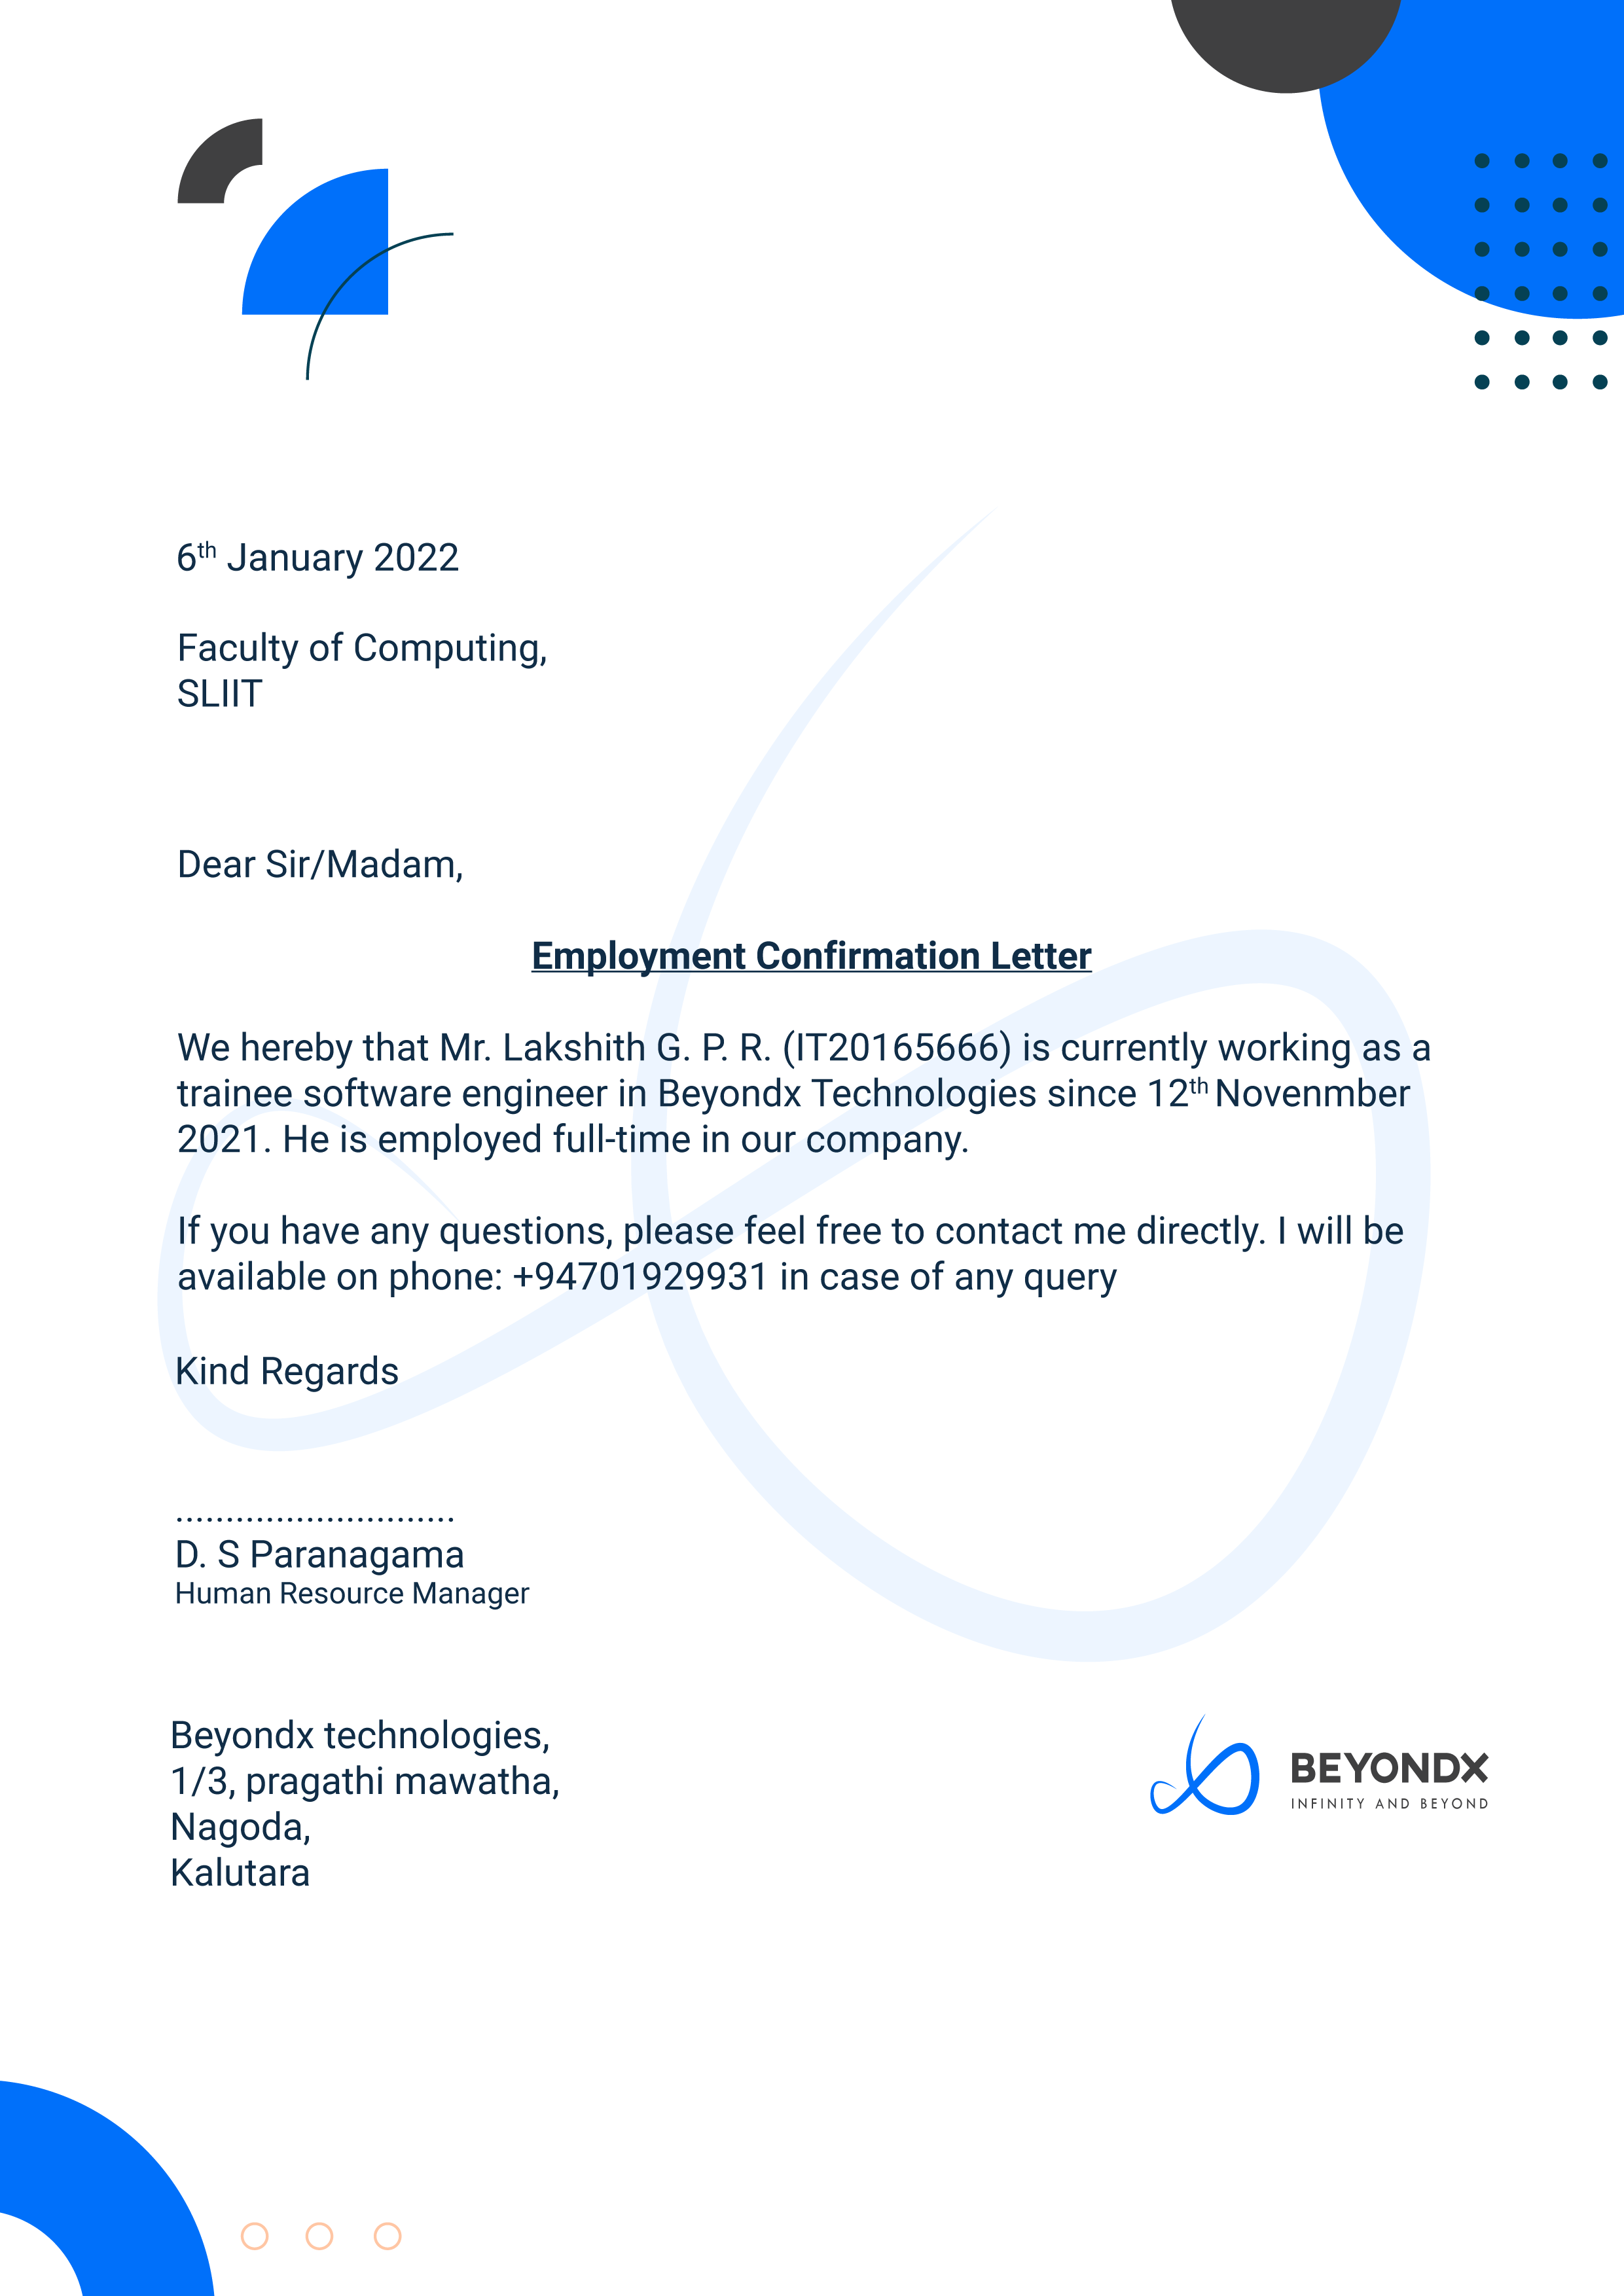 6th January 2022
Faculty of Computing,
SLIIT
Dear Sir/Madam,
Employment Confirmation Letter
We hereby that Mr. Lakshith G. P. R. (IT20165666) is currently working as a
trainee software engineer in Beyondx Technologies since 12th Novenmber
2021. He is employed full-time in our company.
If you have any questions, please feel free to contact me directly. I will be
available on phone: +94701929931 in case of any query
Kind Regards
............................
D. S Paranagama
Human Resource Manager
Beyondx technologies,
1/3, pragathi mawatha,
Nagoda,
Kalutara
BEYONDX
INFINITY AND BEYOND